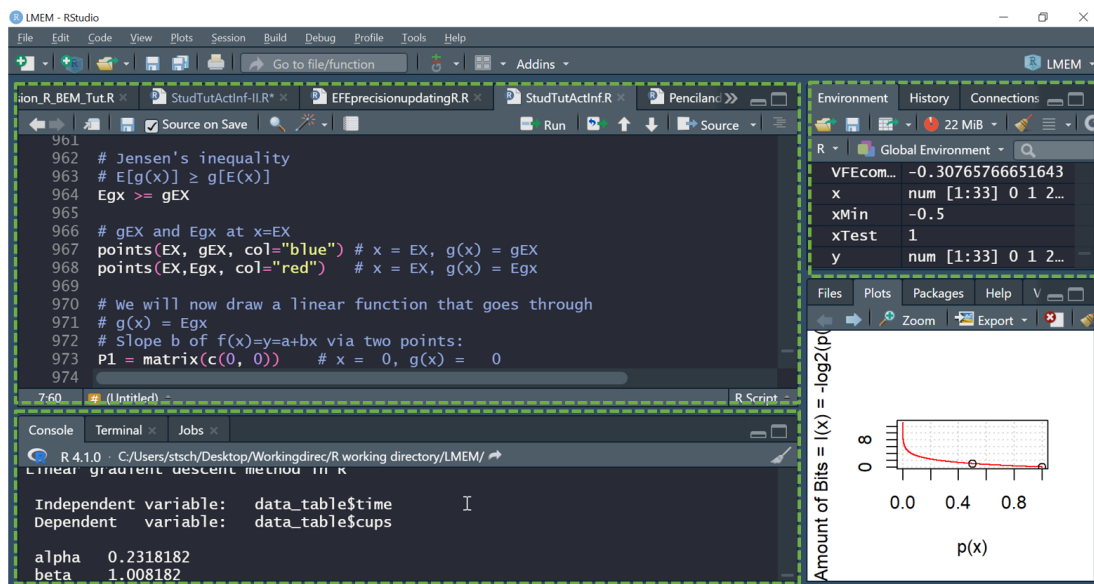 LMEM - RStudio
File Edit Code View Plots Session Build Debug Profile Tools Help
Go to file/function Addins LMEM
sion_R_BEM_Tut.R StudTutActInf-II.R* EFEprecisionupdatingR.R StudTutActInf.R Pencilanc
Source on Save Run Source
961
962 # Jensen's inequality
963 # E[g(x)] ≥ g[E(x)]
964 Egx >= gEX
965
966 # gEX and Egx at x=EX
967 points(EX, gEX, col="blue") # x = EX, g(x) = gEX
968 points(EX,Egx, col="red") # x = EX, g(x) = Egx
969
970 # We will now draw a linear function that goes through
971 # g(x) = Egx
972 # Slope b of f(x)=y=a+bx via two points:
973 P1 = matrix(c(0, 0)) # x = 0, g(x) = 0
974
7:60 # (Untitled) R Script
Console Terminal Jobs
R 4.1.0 · C:/Users/stsch/Desktop/Workingdirec/R working directory/LMEM/
Linear gradient descent method in R
Independent variable: data_table$time
Dependent variable: data_table$cups
alpha 0.2318182
beta 1.008182
Environment History Connections
22 MiB
R Global Environment
VFEcom… -0.30765766651643
x num [1:33] 0 1 2…
xMin -0.5
xTest 1
y num [1:33] 0 1 2…
Files Plots Packages Help V
Zoom Export
Amount of Bits = I(x) = -log2(p(
8
0
0.0 0.4 0.8
p(x)